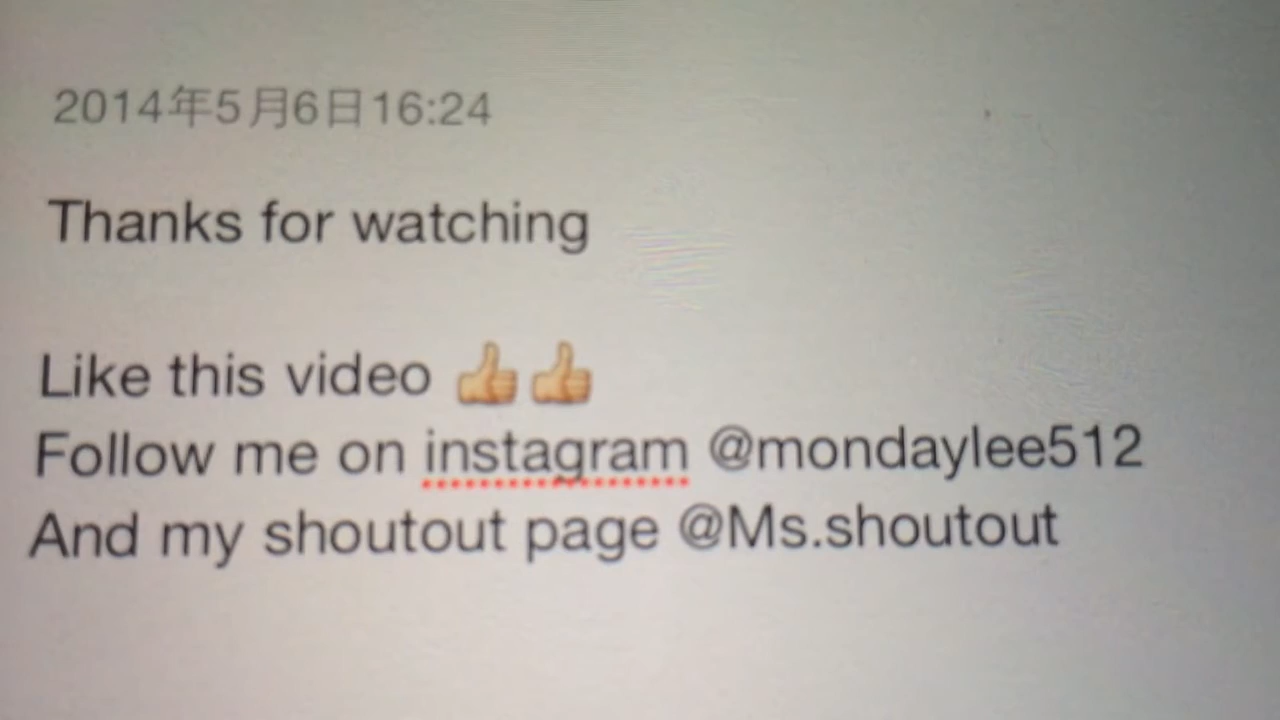 2014年5月6日16:24
Thanks for watching
Like this video 👍👍
Follow me on instagram @mondaylee512
And my shoutout page @Ms.shoutout